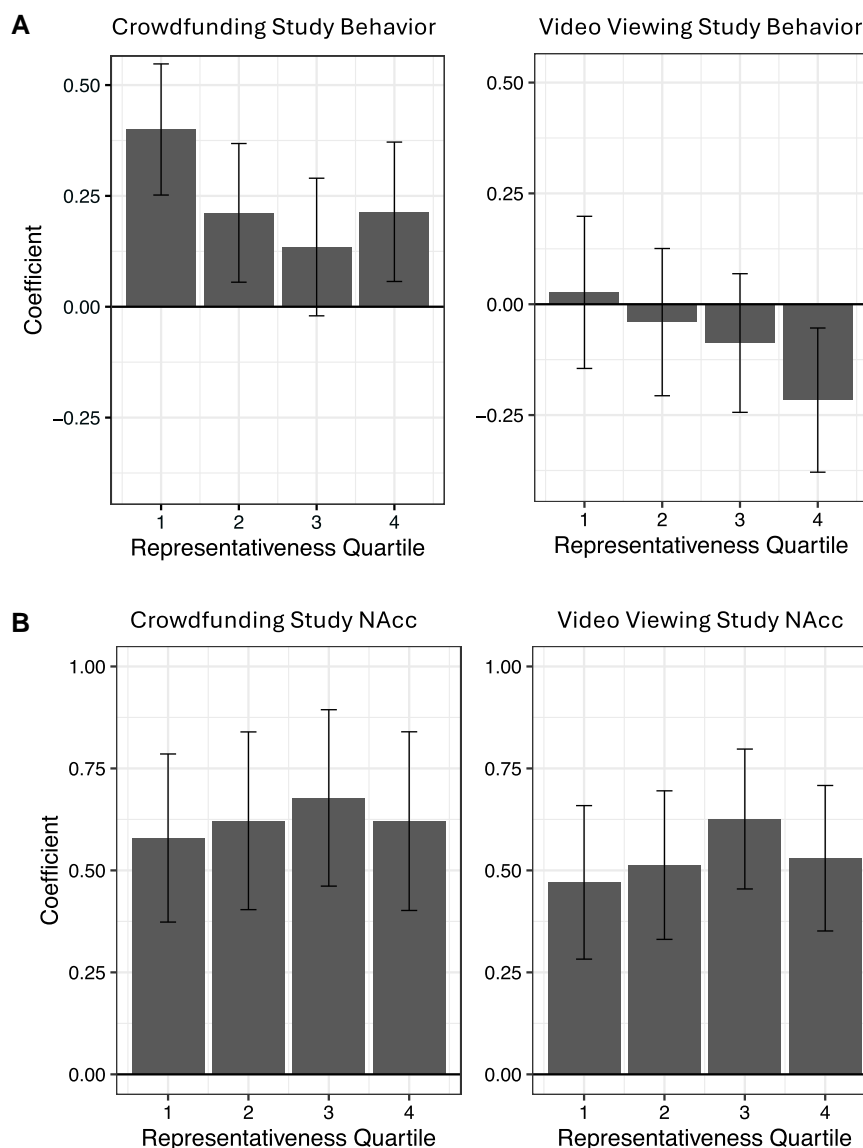 A
Crowdfunding Study Behavior
Video Viewing Study Behavior
Coefficient
0.50
0.25
0.00
−0.25
0.50
0.25
0.00
−0.25
1 2 3 4
1 2 3 4
Representativeness Quartile
Representativeness Quartile
B
Crowdfunding Study NAcc
Video Viewing Study NAcc
Coefficient
1.00
0.75
0.50
0.25
0.00
1.00
0.75
0.50
0.25
0.00
1 2 3 4
1 2 3 4
Representativeness Quartile
Representativeness Quartile